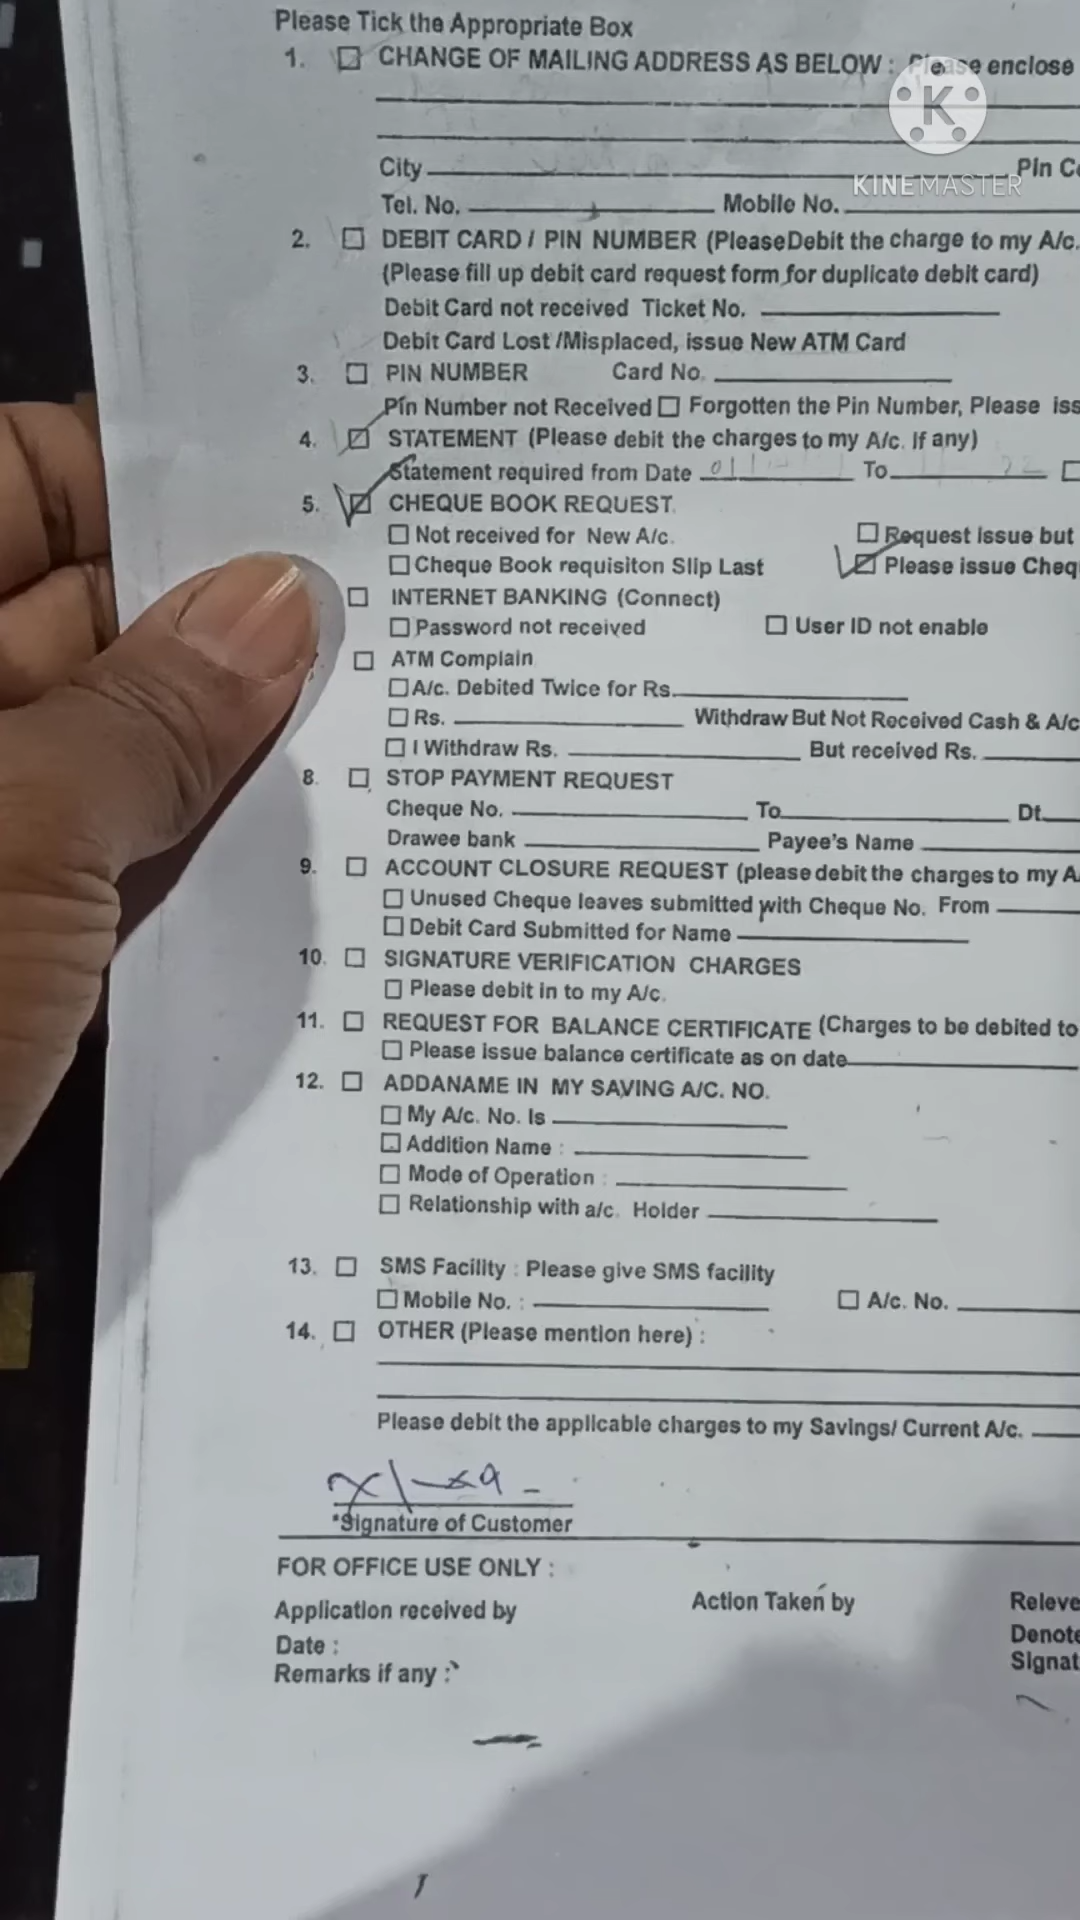 Please Tick the Appropriate Box
1. CHANGE OF MAILING ADDRESS AS BELOW : Please enclose
K
KINEMASTER
City Pin
Tel. No. Mobile No.
2. DEBIT CARD / PIN NUMBER (PleaseDebit the charge to my A/c.
(Please fill up debit card request form for duplicate debit card)
Debit Card not received Ticket No.
Debit Card Lost /Misplaced, issue New ATM Card
3. PIN NUMBER Card No.
Pin Number not Received Forgotten the Pin Number, Please iss
4. STATEMENT (Please debit the charges to my A/c. If any)
Statement required from Date 01 To 22
5. CHEQUE BOOK REQUEST.
Not received for New A/c. Request issue but
Cheque Book requisiton Slip Last Please issue Cheq
INTERNET BANKING (Connect)
Password not received User ID not enable
ATM Complain
A/c. Debited Twice for Rs.
Rs. Withdraw But Not Received Cash & A/c
I Withdraw Rs. But received Rs.
8. STOP PAYMENT REQUEST
Cheque No. To Dt.
Drawee bank Payee's Name
9. ACCOUNT CLOSURE REQUEST (please debit the charges to my A
Unused Cheque leaves submitted with Cheque No. From
Debit Card Submitted for Name
10. SIGNATURE VERIFICATION CHARGES
Please debit in to my A/c.
11. REQUEST FOR BALANCE CERTIFICATE (Charges to be debited to
Please issue balance certificate as on date
12. ADDANAME IN MY SAVING A/C. NO.
My A/c. No. Is
Addition Name :
Mode of Operation :
Relationship with a/c. Holder
13. SMS Facility : Please give SMS facility
Mobile No. : A/c. No.
14. OTHER (Please mention here) :
Please debit the applicable charges to my Savings/ Current A/c.
*Signature of Customer
FOR OFFICE USE ONLY :
Application received by Action Taken by Releve
Date : Denote
Remarks if any : Signat